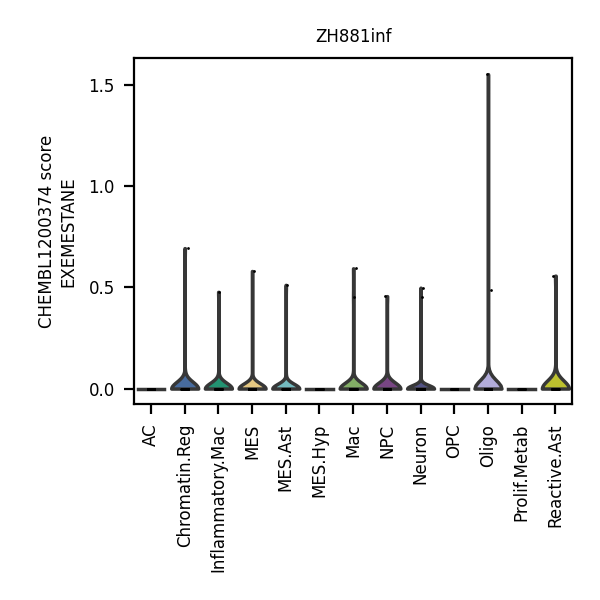 ZH881inf
CHEMBL1200374 score
EXEMESTANE
1.5
1.0
0.5
0.0
AC
Chromatin.Reg
Inflammatory.Mac
MES
MES.Ast
MES.Hyp
Mac
NPC
Neuron
OPC
Oligo
Prolif.Metab
Reactive.Ast